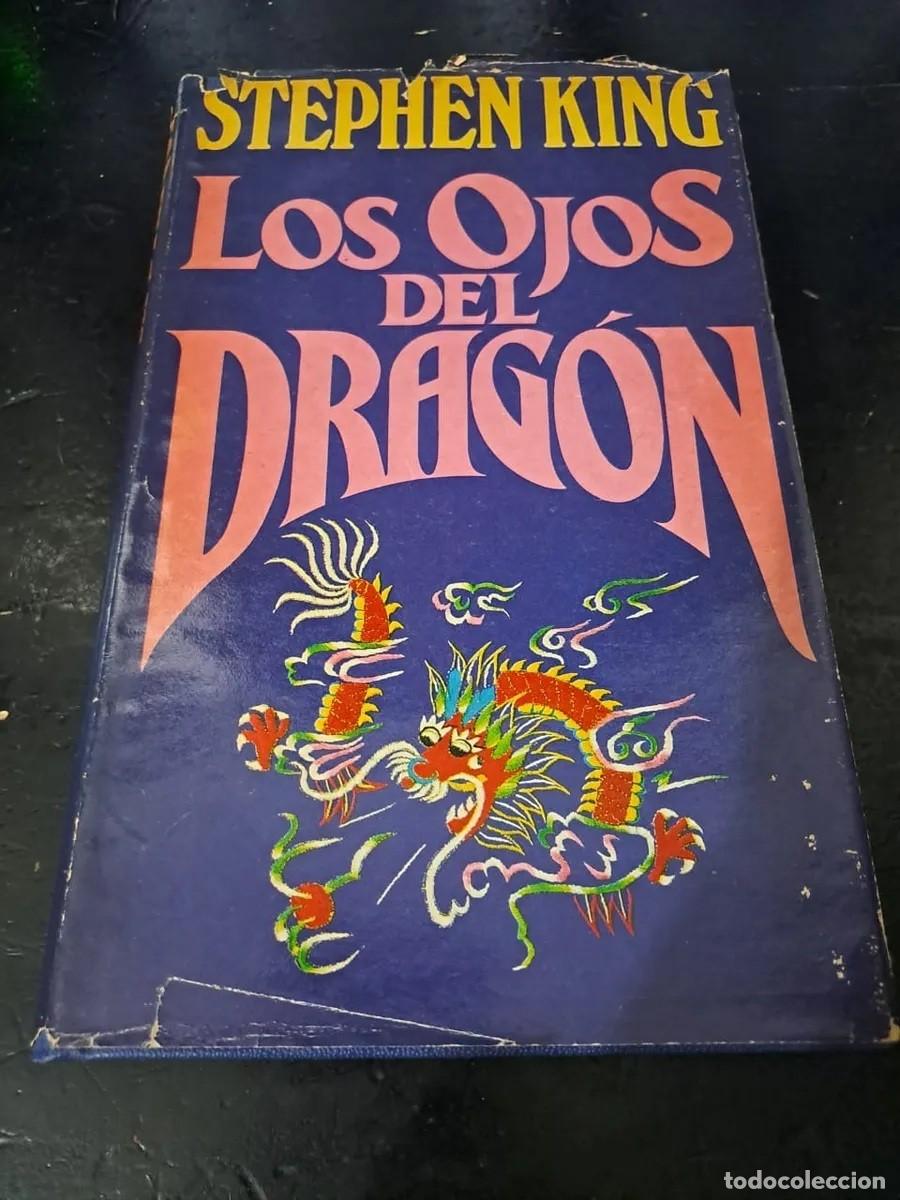 STEPHEN KING
LOS OJOS
DEL
DRAGÓN
todocoleccion